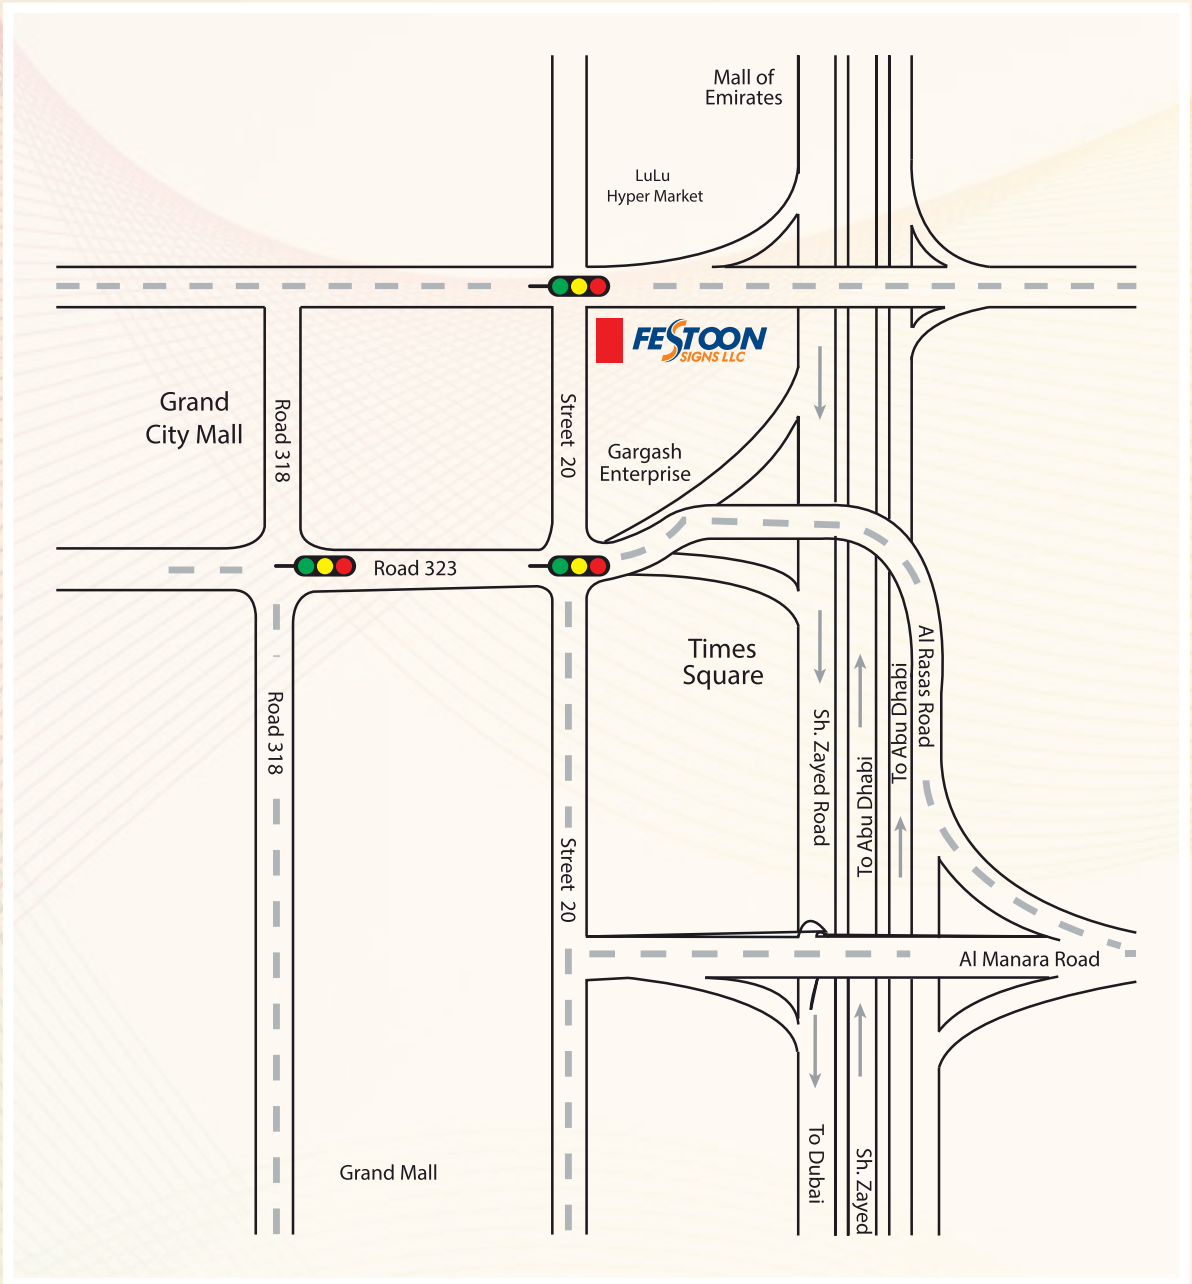 Mall of
Emirates
LuLu
Hyper Market
FESTOON
SIGNS LLC
Grand
City Mall
Road 318
Street 20
Gargash
Enterprise
Road 323
Times
Square
Al Rasas Road
To Abu Dhabi
Sh. Zayed Road
To Abu Dhabi
Road 318
Street 20
Al Manara Road
To Dubai
Sh. Zayed
Grand Mall